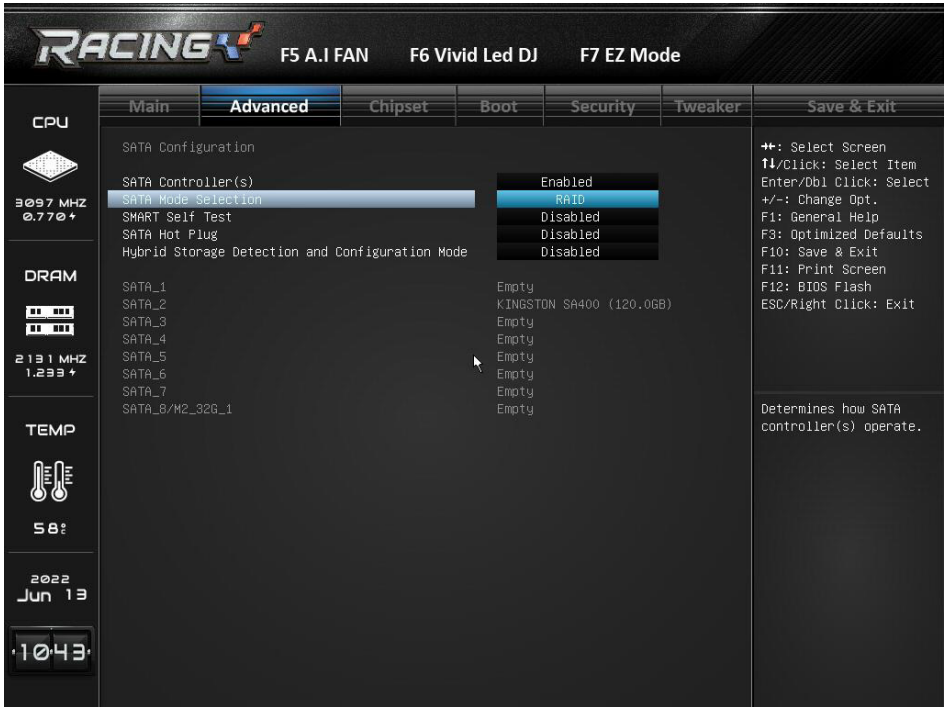 RACING F5 A.I FAN F6 Vivid Led DJ F7 EZ Mode
Main Advanced Chipset Boot Security Tweaker Save & Exit
CPU
3097 MHZ
0.770
DRAM
2131 MHZ
1.233
TEMP
58°C
2022
Jun 13
10:43
SATA Configuration
SATA Controller(s) Enabled
SATA Mode Selection RAID
SMART Self Test Disabled
SATA Hot Plug Disabled
Hybrid Storage Detection and Configuration Mode Disabled
SATA_1 Empty
SATA_2 KINGSTON SA400 (120.0GB)
SATA_3 Empty
SATA_4 Empty
SATA_5 Empty
SATA_6 Empty
SATA_7 Empty
SATA_8/M2_32G_1 Empty
→←: Select Screen
↑↓/Click: Select Item
Enter/Dbl Click: Select
+/-: Change Opt.
F1: General Help
F3: Optimized Defaults
F10: Save & Exit
F11: Print Screen
F12: BIOS Flash
ESC/Right Click: Exit
Determines how SATA
controller(s) operate.